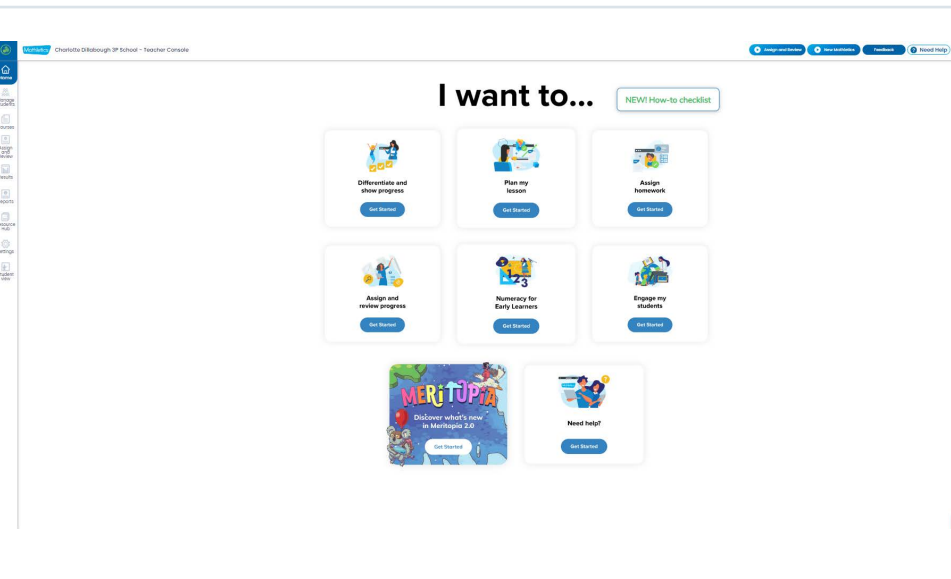 Mathletics Charlotte Dillabough 3P School - Teacher Console
Assign and Review
New Mathletics
Feedback
Need Help
Home
Results
I want to...
NEW! How-to checklist
Differentiate and
show progress
Get Started
Plan my
lesson
Get Started
Assign
homework
Get Started
Assign and
review progress
Get Started
123
Numeracy for
Early Learners
Get Started
Engage my
students
Get Started
MERITOPIA
Discover what's new
in Meritopia 2.0
Get Started
Need help?
Get Started